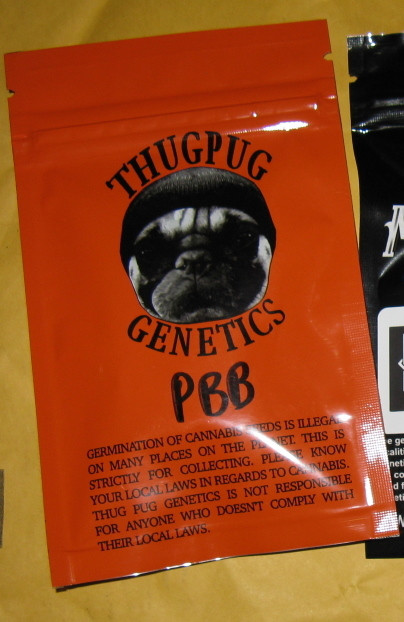 THUGPUG
GENETICS
PBB
GERMINATION OF CANNABIS SEEDS IS ILLEGAL
ON MANY PLACES ON THE PLANET. THIS IS
STRICTLY FOR COLLECTING. PLEASE KNOW
YOUR LOCAL LAWS IN REGARDS TO CANNABIS.
THUG PUG GENETICS IS NOT RESPONSIBLE
FOR ANYONE WHO DOESN'T COMPLY WITH
THEIR LOCAL LAWS.